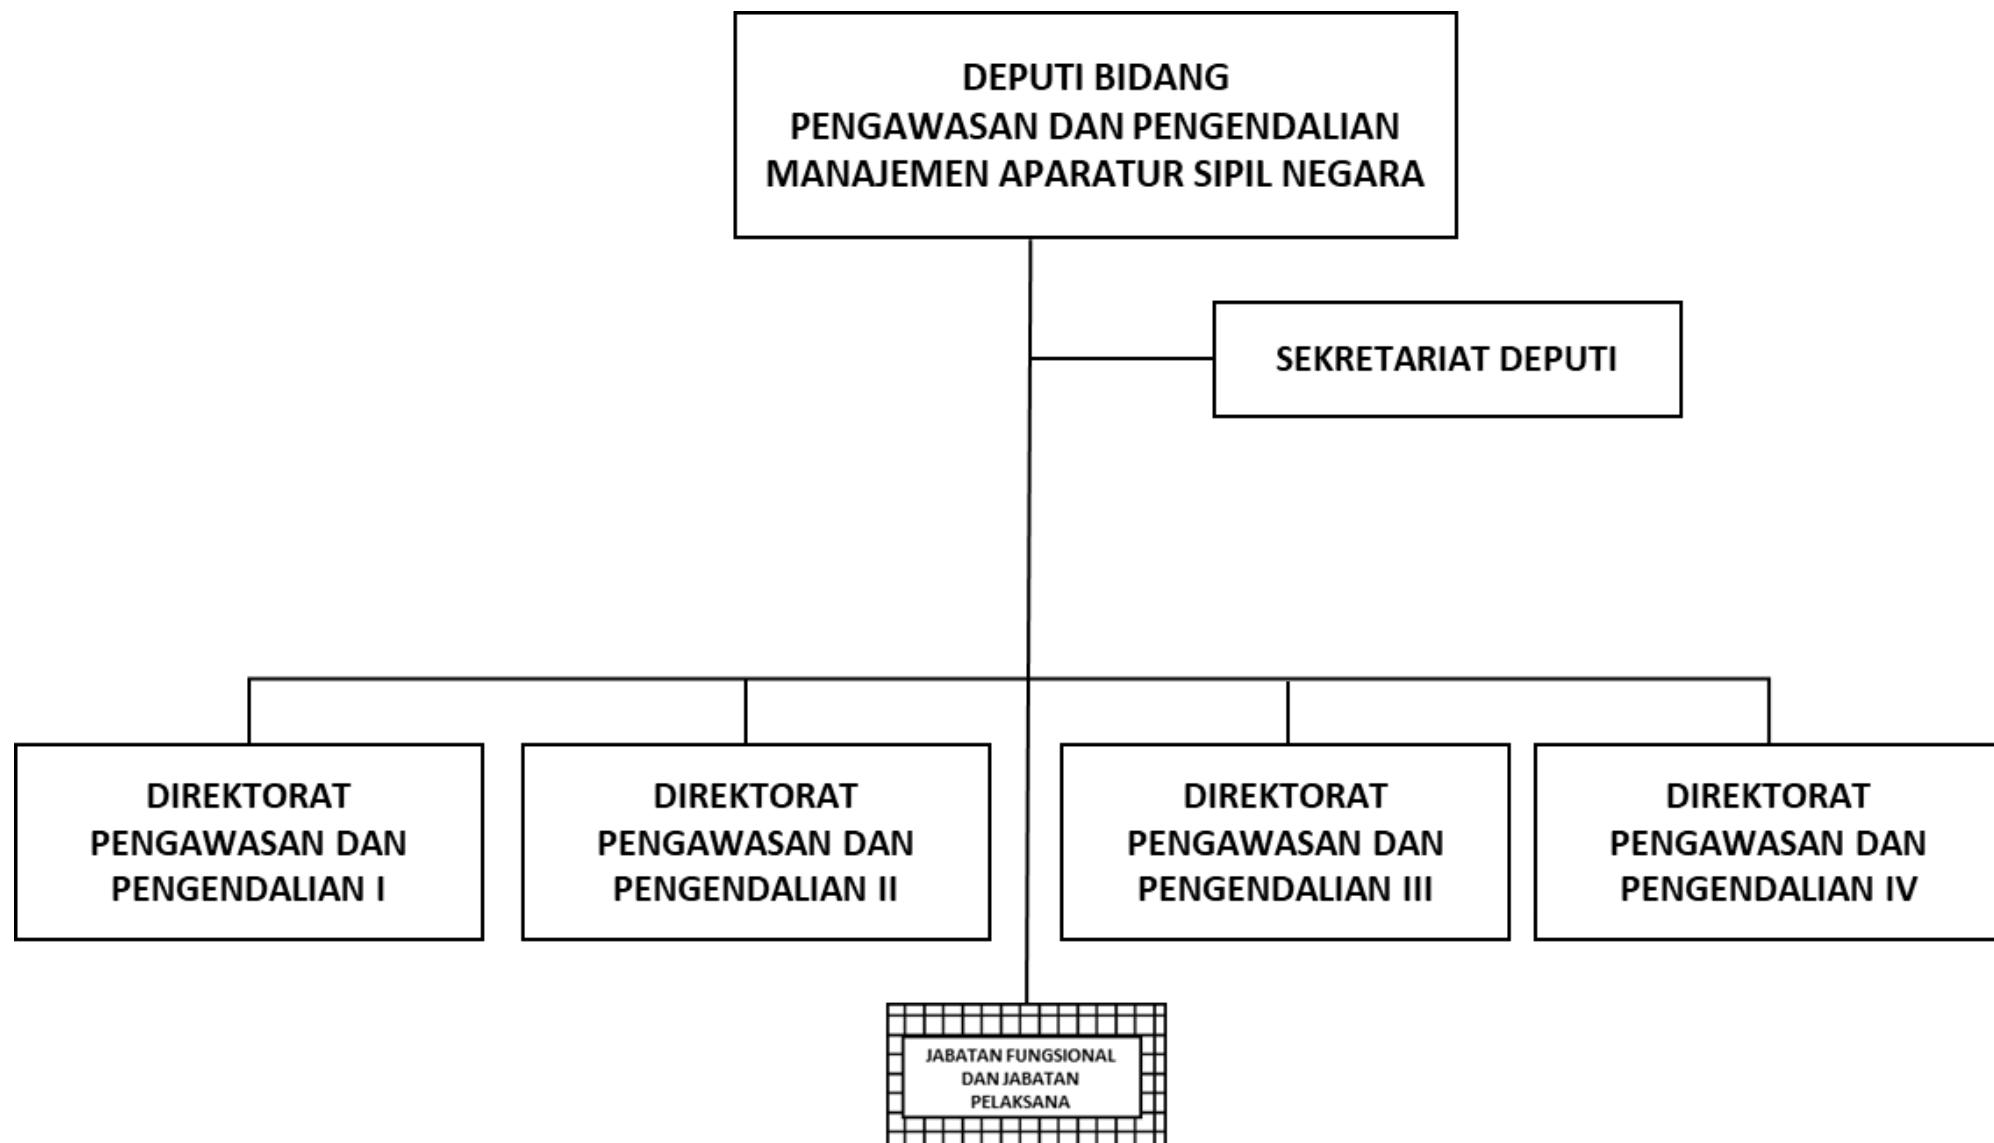 DEPUTI BIDANG
PENGAWASAN DAN PENGENDALIAN
MANAJEMEN APARATUR SIPIL NEGARA
SEKRETARIAT DEPUTI
DIREKTORAT
PENGAWASAN DAN
PENGENDALIAN I
DIREKTORAT
PENGAWASAN DAN
PENGENDALIAN II
DIREKTORAT
PENGAWASAN DAN
PENGENDALIAN III
DIREKTORAT
PENGAWASAN DAN
PENGENDALIAN IV
JABATAN FUNGSIONAL
DAN JABATAN
PELAKSANA